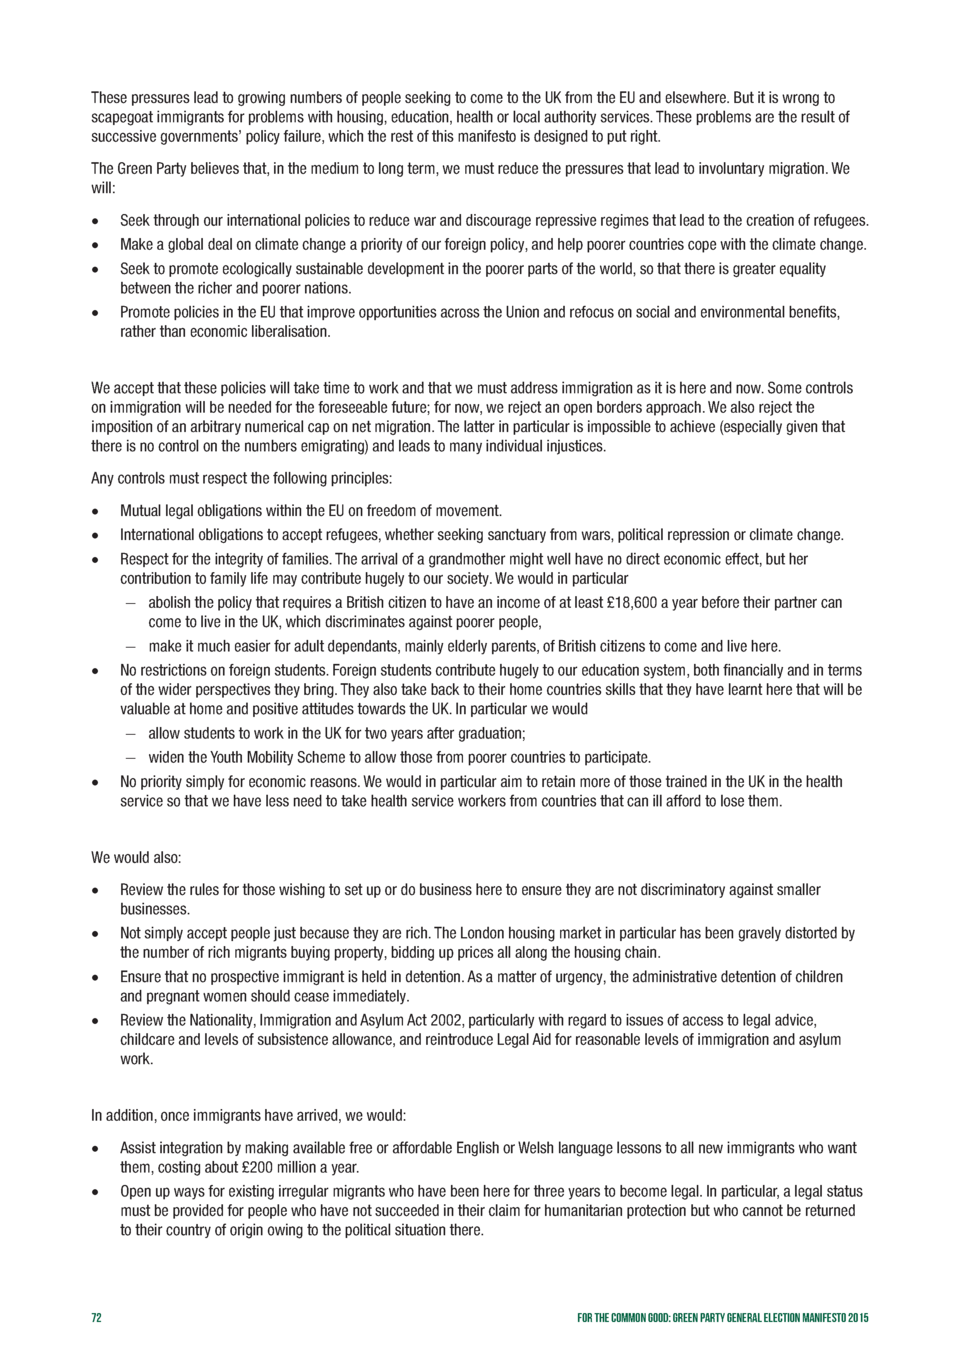 These pressures lead to growing numbers of people seeking to come to the UK from the EU and elsewhere. But it is wrong to
scapegoat immigrants for problems with housing, education, health or local authority services. These problems are the result of
successive governments’ policy failure, which the rest of this manifesto is designed to put right.
The Green Party believes that, in the medium to long term, we must reduce the pressures that lead to involuntary migration. We
will:
• Seek through our international policies to reduce war and discourage repressive regimes that lead to the creation of refugees.
• Make a global deal on climate change a priority of our foreign policy, and help poorer countries cope with the climate change.
• Seek to promote ecologically sustainable development in the poorer parts of the world, so that there is greater equality
between the richer and poorer nations.
• Promote policies in the EU that improve opportunities across the Union and refocus on social and environmental benefits,
rather than economic liberalisation.
We accept that these policies will take time to work and that we must address immigration as it is here and now. Some controls
on immigration will be needed for the foreseeable future; for now, we reject an open borders approach. We also reject the
imposition of an arbitrary numerical cap on net migration. The latter in particular is impossible to achieve (especially given that
there is no control on the numbers emigrating) and leads to many individual injustices.
Any controls must respect the following principles:
• Mutual legal obligations within the EU on freedom of movement.
• International obligations to accept refugees, whether seeking sanctuary from wars, political repression or climate change.
• Respect for the integrity of families. The arrival of a grandmother might well have no direct economic effect, but her
contribution to family life may contribute hugely to our society. We would in particular
— abolish the policy that requires a British citizen to have an income of at least £18,600 a year before their partner can
come to live in the UK, which discriminates against poorer people,
— make it much easier for adult dependants, mainly elderly parents, of British citizens to come and live here.
• No restrictions on foreign students. Foreign students contribute hugely to our education system, both financially and in terms
of the wider perspectives they bring. They also take back to their home countries skills that they have learnt here that will be
valuable at home and positive attitudes towards the UK. In particular we would
— allow students to work in the UK for two years after graduation;
— widen the Youth Mobility Scheme to allow those from poorer countries to participate.
• No priority simply for economic reasons. We would in particular aim to retain more of those trained in the UK in the health
service so that we have less need to take health service workers from countries that can ill afford to lose them.
We would also:
• Review the rules for those wishing to set up or do business here to ensure they are not discriminatory against smaller
businesses.
• Not simply accept people just because they are rich. The London housing market in particular has been gravely distorted by
the number of rich migrants buying property, bidding up prices all along the housing chain.
• Ensure that no prospective immigrant is held in detention. As a matter of urgency, the administrative detention of children
and pregnant women should cease immediately.
• Review the Nationality, Immigration and Asylum Act 2002, particularly with regard to issues of access to legal advice,
childcare and levels of subsistence allowance, and reintroduce Legal Aid for reasonable levels of immigration and asylum
work.
In addition, once immigrants have arrived, we would:
• Assist integration by making available free or affordable English or Welsh language lessons to all new immigrants who want
them, costing about £200 million a year.
• Open up ways for existing irregular migrants who have been here for three years to become legal. In particular, a legal status
must be provided for people who have not succeeded in their claim for humanitarian protection but who cannot be returned
to their country of origin owing to the political situation there.
72
FOR THE COMMON GOOD: GREEN PARTY GENERAL ELECTION MANIFESTO 2015